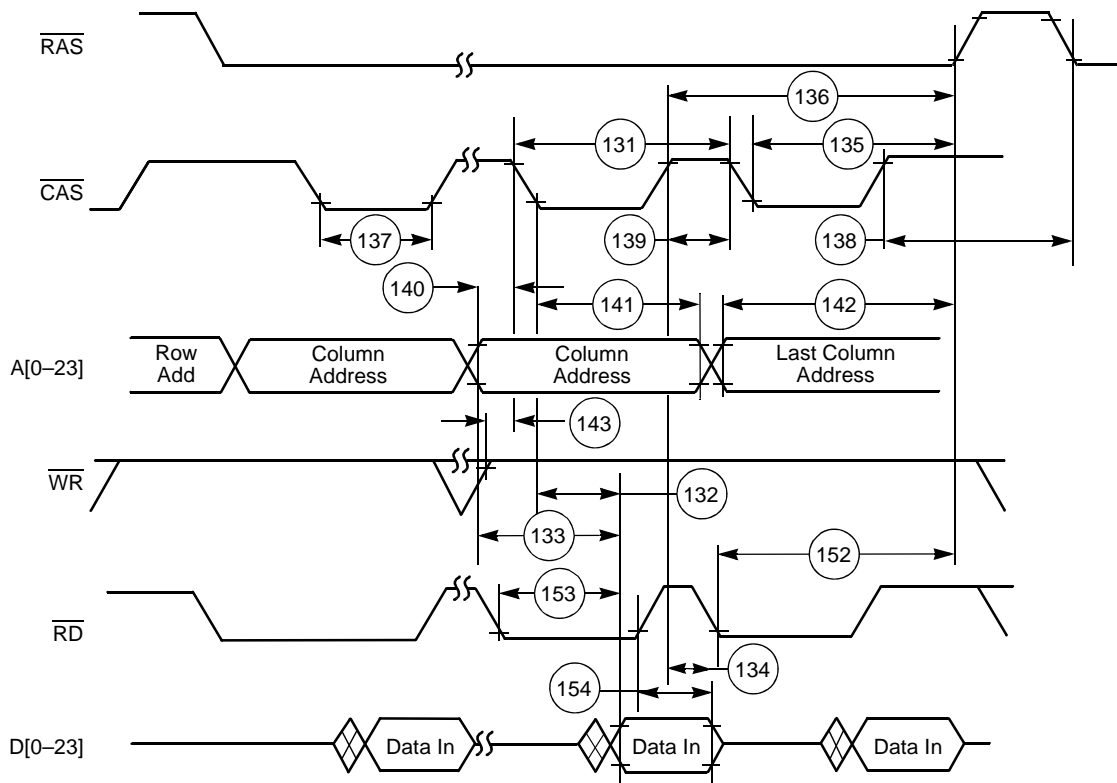 RAS
136
131
135
CAS
137
139
138
140
141
142
A[0–23]
Row
Add
Column
Address
Column
Address
Last Column
Address
143
WR
132
133
152
153
RD
134
154
D[0–23]
Data In
Data In
Data In